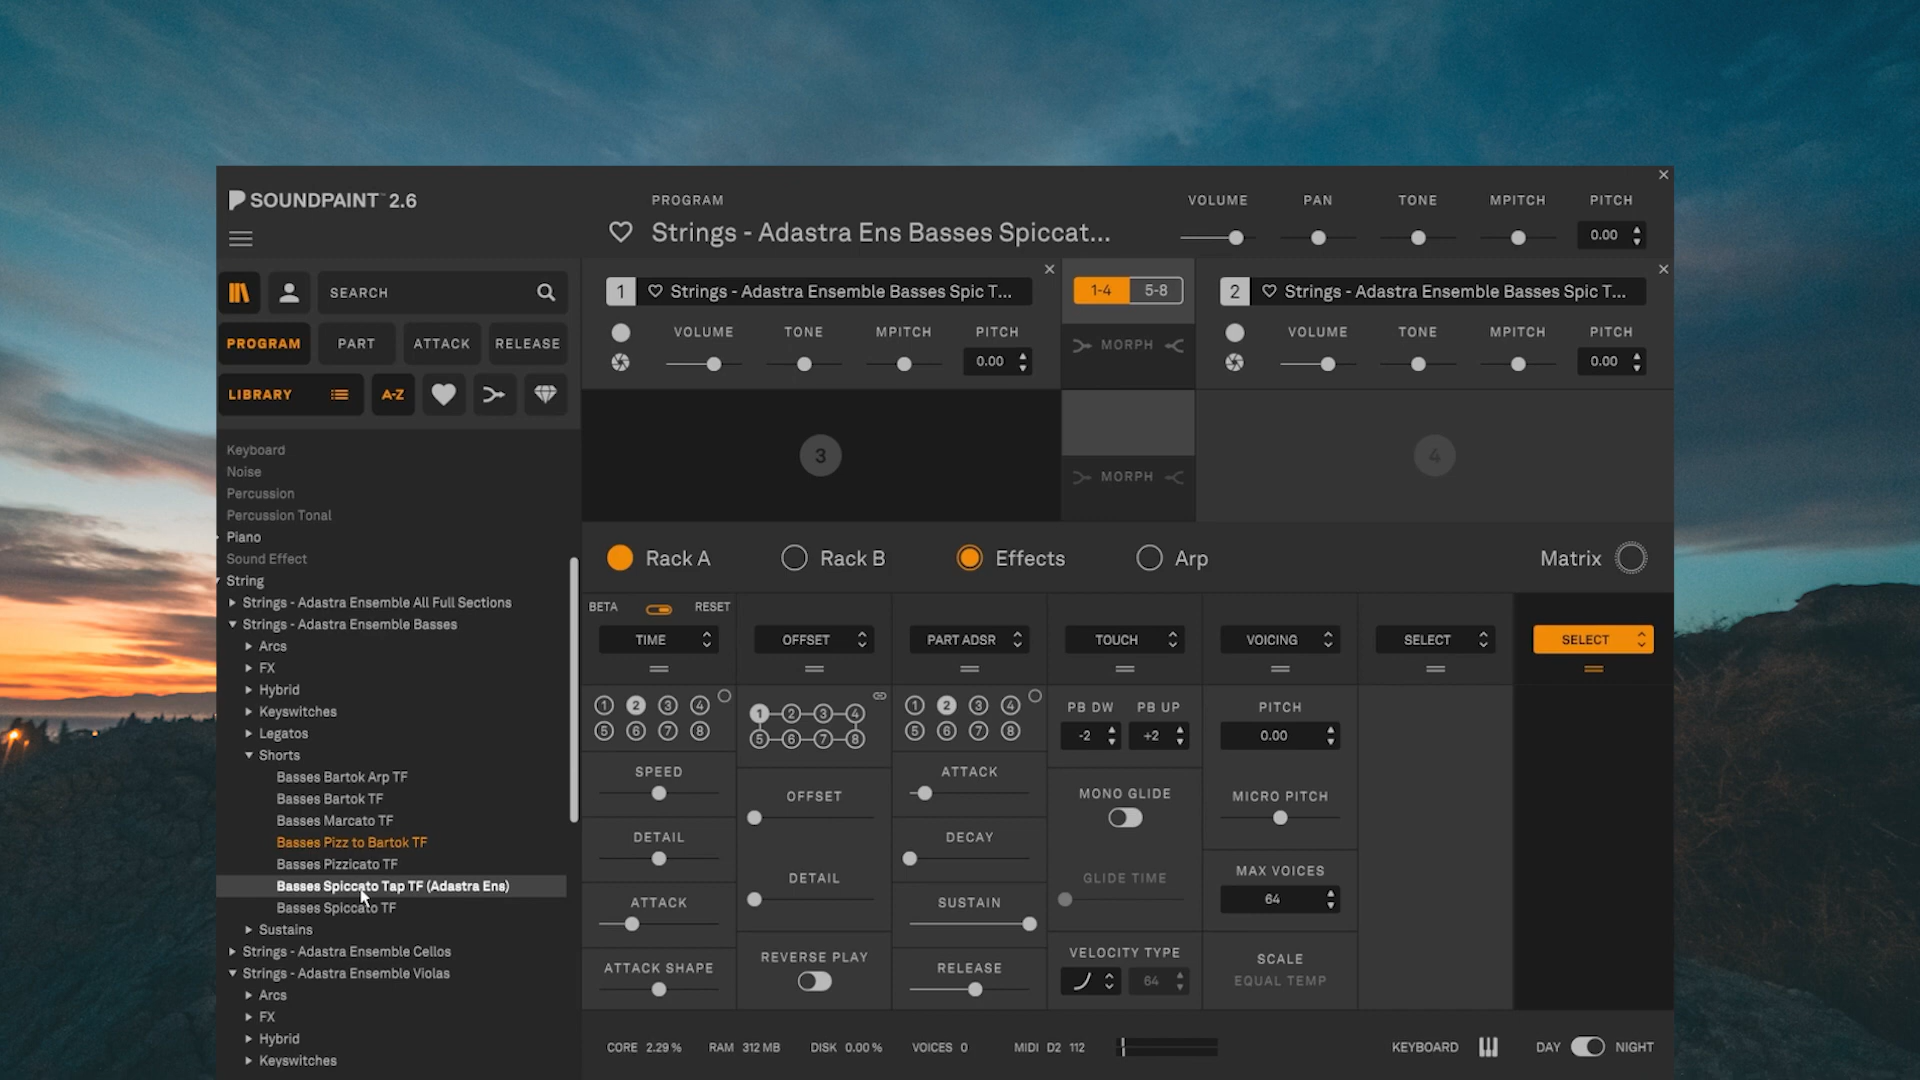 SOUNDPAINT™ 2.6
PROGRAM
Strings - Adastra Ens Basses Spiccat...
VOLUME PAN TONE MPITCH PITCH
0.00
SEARCH
PROGRAM PART ATTACK RELEASE
LIBRARY A-Z
Keyboard
Noise
Percussion
Percussion Tonal
Piano
Sound Effect
String
Strings - Adastra Ensemble All Full Sections
Strings - Adastra Ensemble Basses
Arcs
FX
Hybrid
Keyswitches
Legatos
Shorts
Basses Bartok Arp TF
Basses Bartok TF
Basses Marcato TF
Basses Pizz to Bartok TF
Basses Pizzicato TF
Basses Spiccato Tap TF (Adastra Ens)
Basses Spiccato TF
Sustains
Strings - Adastra Ensemble Cellos
Strings - Adastra Ensemble Violas
Arcs
FX
Hybrid
Keyswitches
1 Strings - Adastra Ensemble Basses Spic T...
VOLUME TONE MPITCH PITCH
0.00
1-4 5-8
MORPH
2 Strings - Adastra Ensemble Basses Spic T...
VOLUME TONE MPITCH PITCH
0.00
3
MORPH
4
Rack A Rack B Effects Arp Matrix
BETA RESET
TIME OFFSET PART ADSR TOUCH VOICING SELECT SELECT
1 2 3 4
5 6 7 8
SPEED
DETAIL
ATTACK
ATTACK SHAPE
1 2 3 4
5 6 7 8
OFFSET
DETAIL
REVERSE PLAY
1 2 3 4
5 6 7 8
ATTACK
DECAY
SUSTAIN
RELEASE
PB DW PB UP
-2 +2
MONO GLIDE
GLIDE TIME
VELOCITY TYPE
64
PITCH
0.00
MICRO PITCH
MAX VOICES
64
SCALE
EQUAL TEMP
CORE 2.29 % RAM 312 MB DISK 0.00 % VOICES 0 MIDI D2 112 KEYBOARD DAY NIGHT